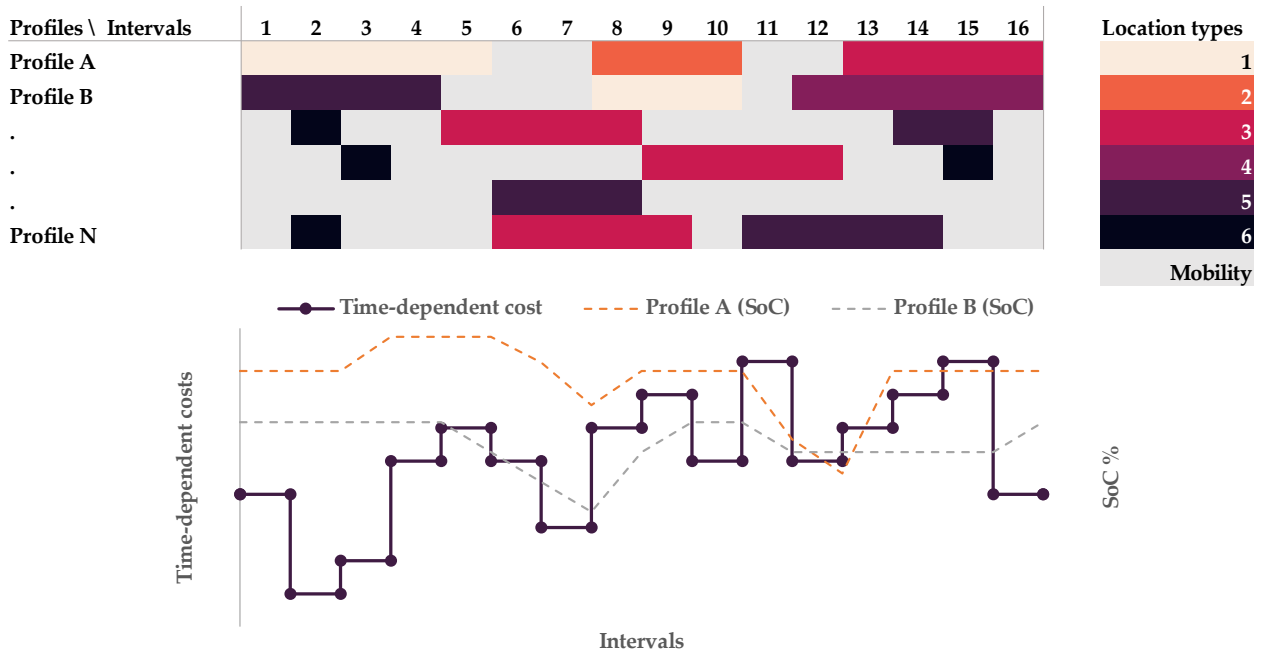 Profiles \ Intervals 1 2 3 4 5 6 7 8 9 10 11 12 13 14 15 16 Location types
Profile A 1
Profile B 2
. 3
. 4
. 5
Profile N 6
Mobility
Time-dependent cost Profile A (SoC) Profile B (SoC)
Time-dependent costs
SoC %
Intervals